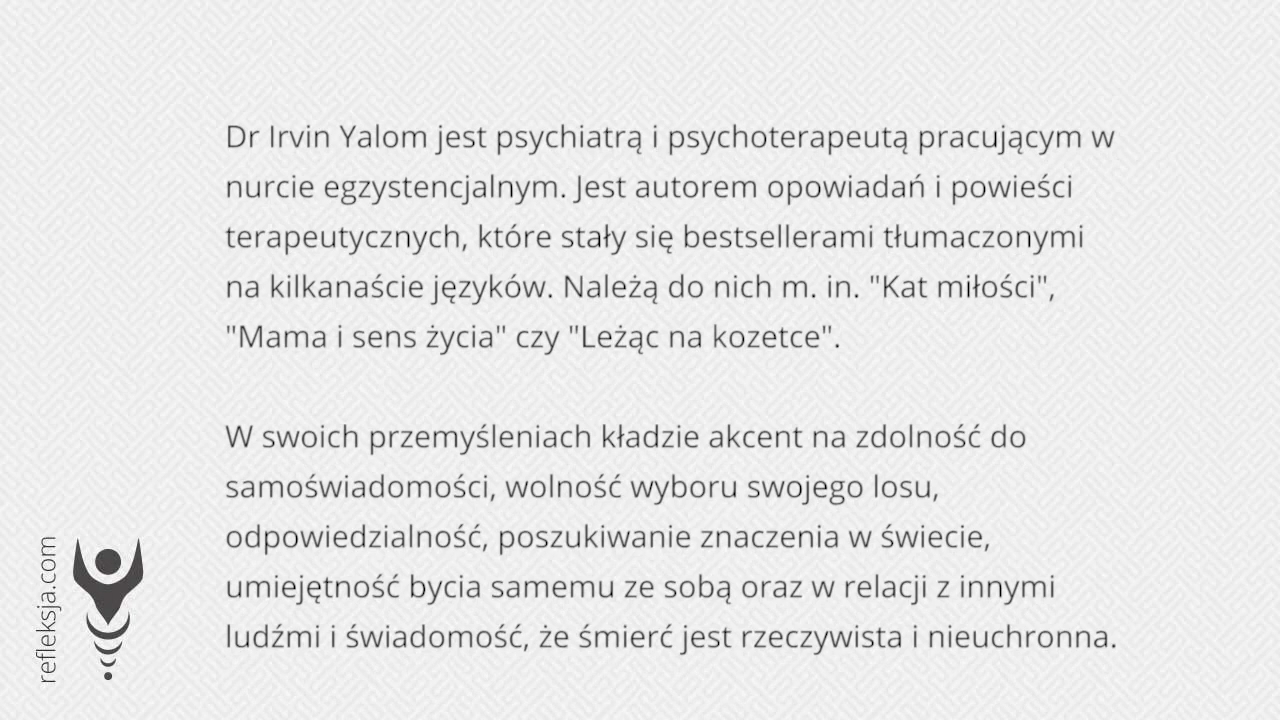 Dr Irvin Yalom jest psychiatrą i psychoterapeutą pracującym w
nurcie egzystencjalnym. Jest autorem opowiadań i powieści
terapeutycznych, które stały się bestsellerami tłumaczonymi
na kilkanaście języków. Należą do nich m. in. "Kat miłości",
"Mama i sens życia" czy "Leżąc na kozetce".
W swoich przemyśleniach kładzie akcent na zdolność do
samoświadomości, wolność wyboru swojego losu,
odpowiedzialność, poszukiwanie znaczenia w świecie,
umiejętność bycia samemu ze sobą oraz w relacji z innymi
ludźmi i świadomość, że śmierć jest rzeczywista i nieuchronna.
refleksja.com